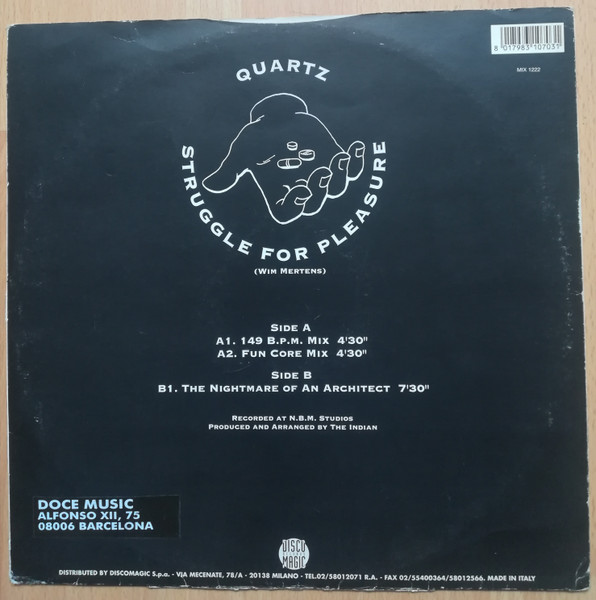 8 017983 107031
MIX 1222
QUARTZ
STRUGGLE FOR PLEASURE
(WIM MERTENS)
SIDE A
A1. 149 B.P.M. MIX 4'30"
A2. FUN CORE MIX 4'30"
SIDE B
B1. THE NIGHTMARE OF AN ARCHITECT 7'30"
RECORDED AT N.B.M. STUDIOS
PRODUCED AND ARRANGED BY THE INDIAN
DOCE MUSIC
ALFONSO XII, 75
08006 BARCELONA
DISCO
MAGIC
DISTRIBUTED BY DISCOMAGIC S.p.a. - VIA MECENATE, 78/A - 20138 MILANO - TEL.02/58012071 R.A. - FAX 02/55400364/58012566. MADE IN ITALY